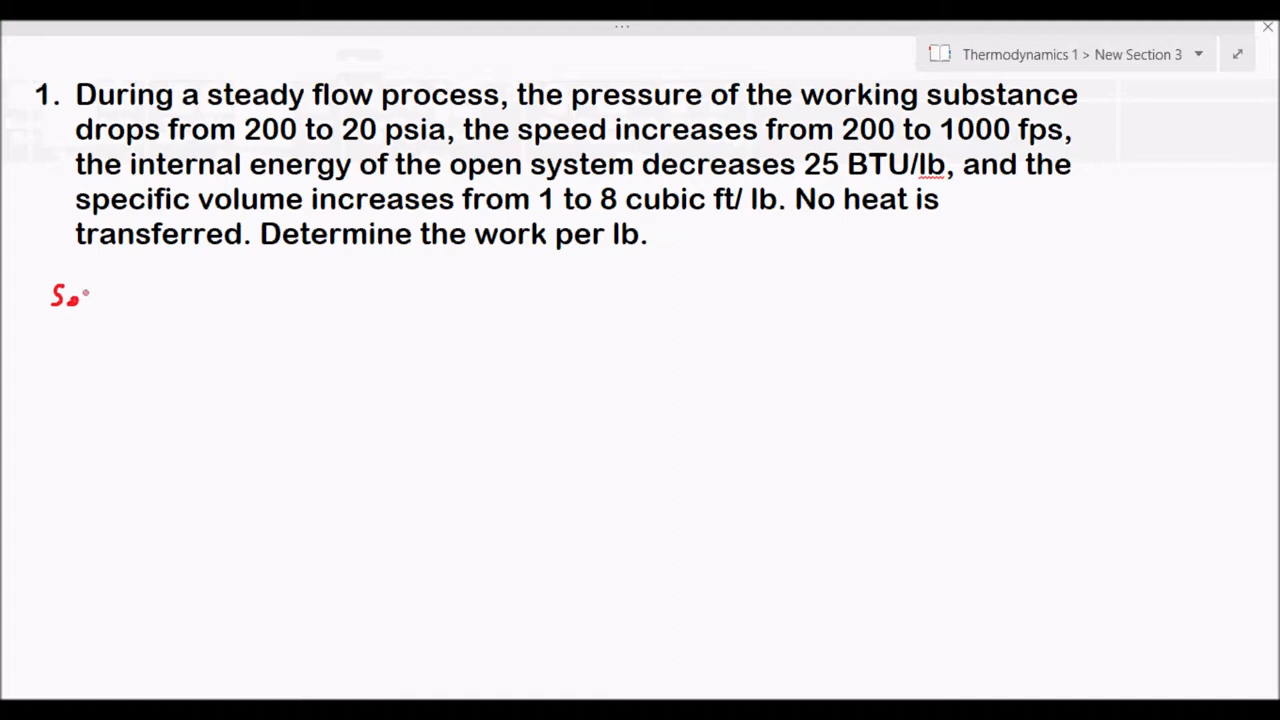 Thermodynamics 1 > New Section 3
1. During a steady flow process, the pressure of the working substance
drops from 200 to 20 psia, the speed increases from 200 to 1000 fps,
the internal energy of the open system decreases 25 BTU/lb, and the
specific volume increases from 1 to 8 cubic ft/ lb. No heat is
transferred. Determine the work per lb.
So